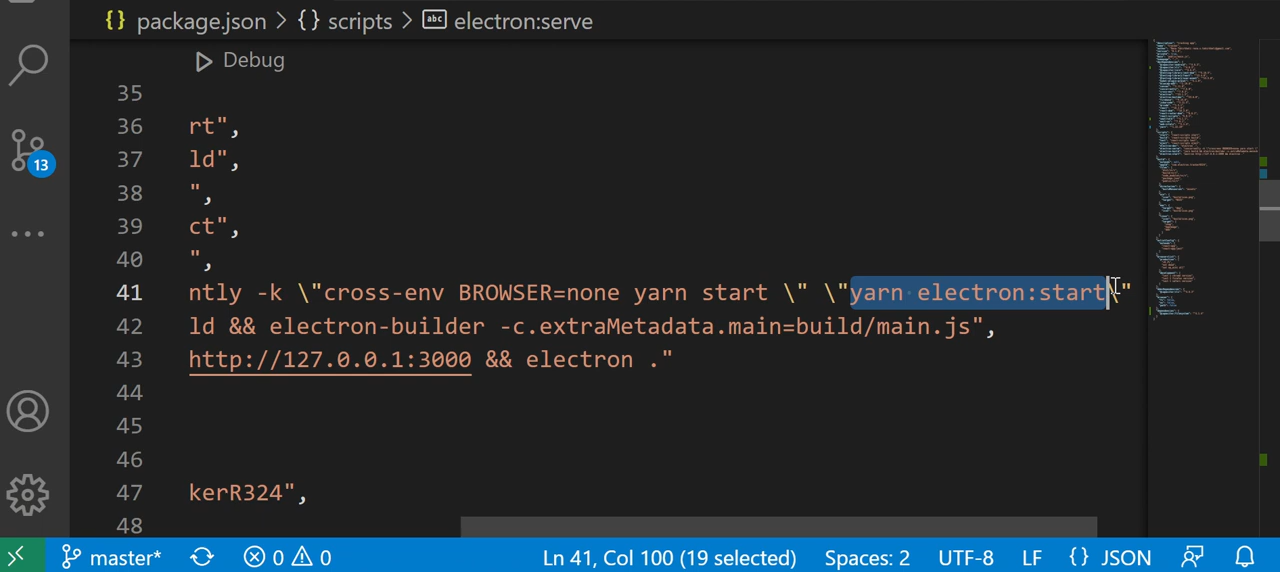 {} package.json > {} scripts > abc electron:serve
Debug
35
36 rt",
37 ld",
38 ",
39 ct",
40 ",
41 ntly -k \"cross-env BROWSER=none yarn start \" \"yarn electron:start\"
42 ld && electron-builder -c.extraMetadata.main=build/main.js",
43 http://127.0.0.1:3000 && electron ."
44
45
46
47 kerR324",
48
13
master* 0 0 Ln 41, Col 100 (19 selected) Spaces: 2 UTF-8 LF {} JSON